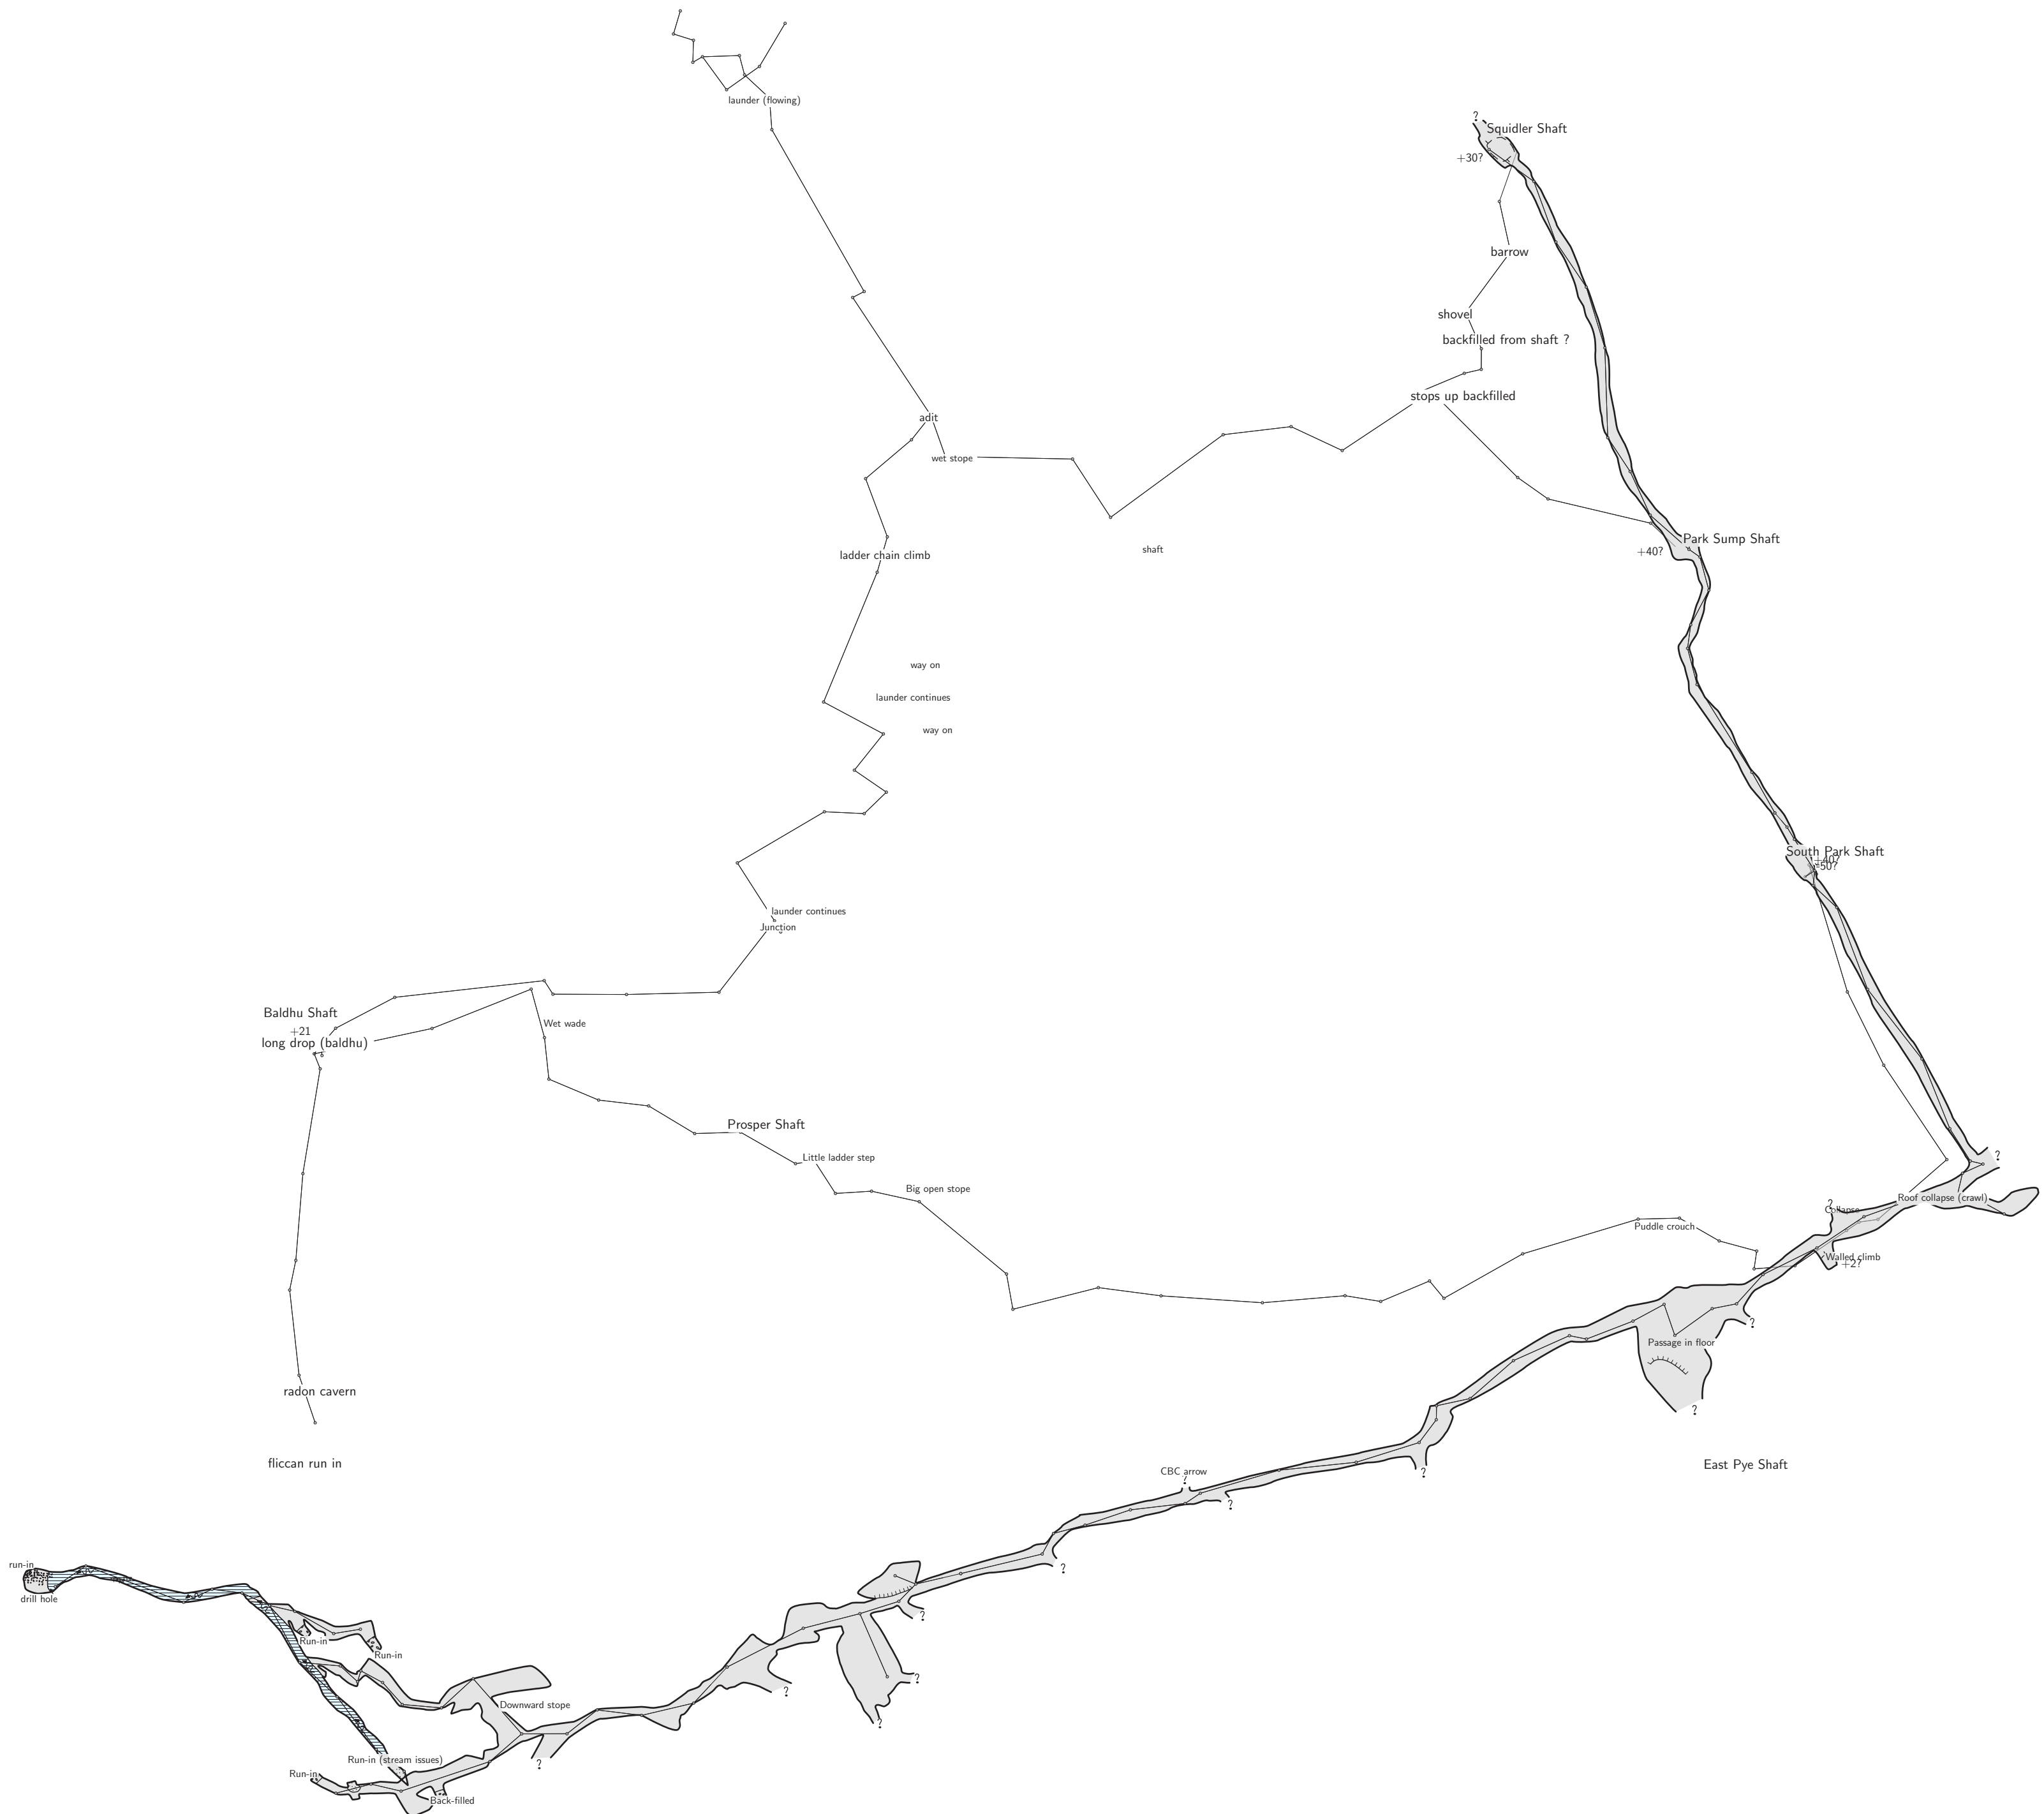 launder (flowing)
?
Squidler Shaft
+30?
barrow
shovel
backfilled from shaft ?
stops up backfilled
adit
wet stope
Park Sump Shaft
+40?
shaft
ladder chain climb
way on
launder continues
way on
South Park Shaft
+40?
-50?
launder continues
Junction
Baldhu Shaft
+21
long drop (baldhu)
Wet wade
Prosper Shaft
Little ladder step
Big open stope
?
Roof collapse (crawl)
?
Collapse
Puddle crouch
Walled climb
+2?
?
Passage in floor
?
radon cavern
fliccan run in
East Pye Shaft
CBC arrow
?
?
?
?
run-in
drill hole
?
Run-in
Run-in
?
?
?
Downward stope
?
Run-in (stream issues)
Run-in
Back-filled